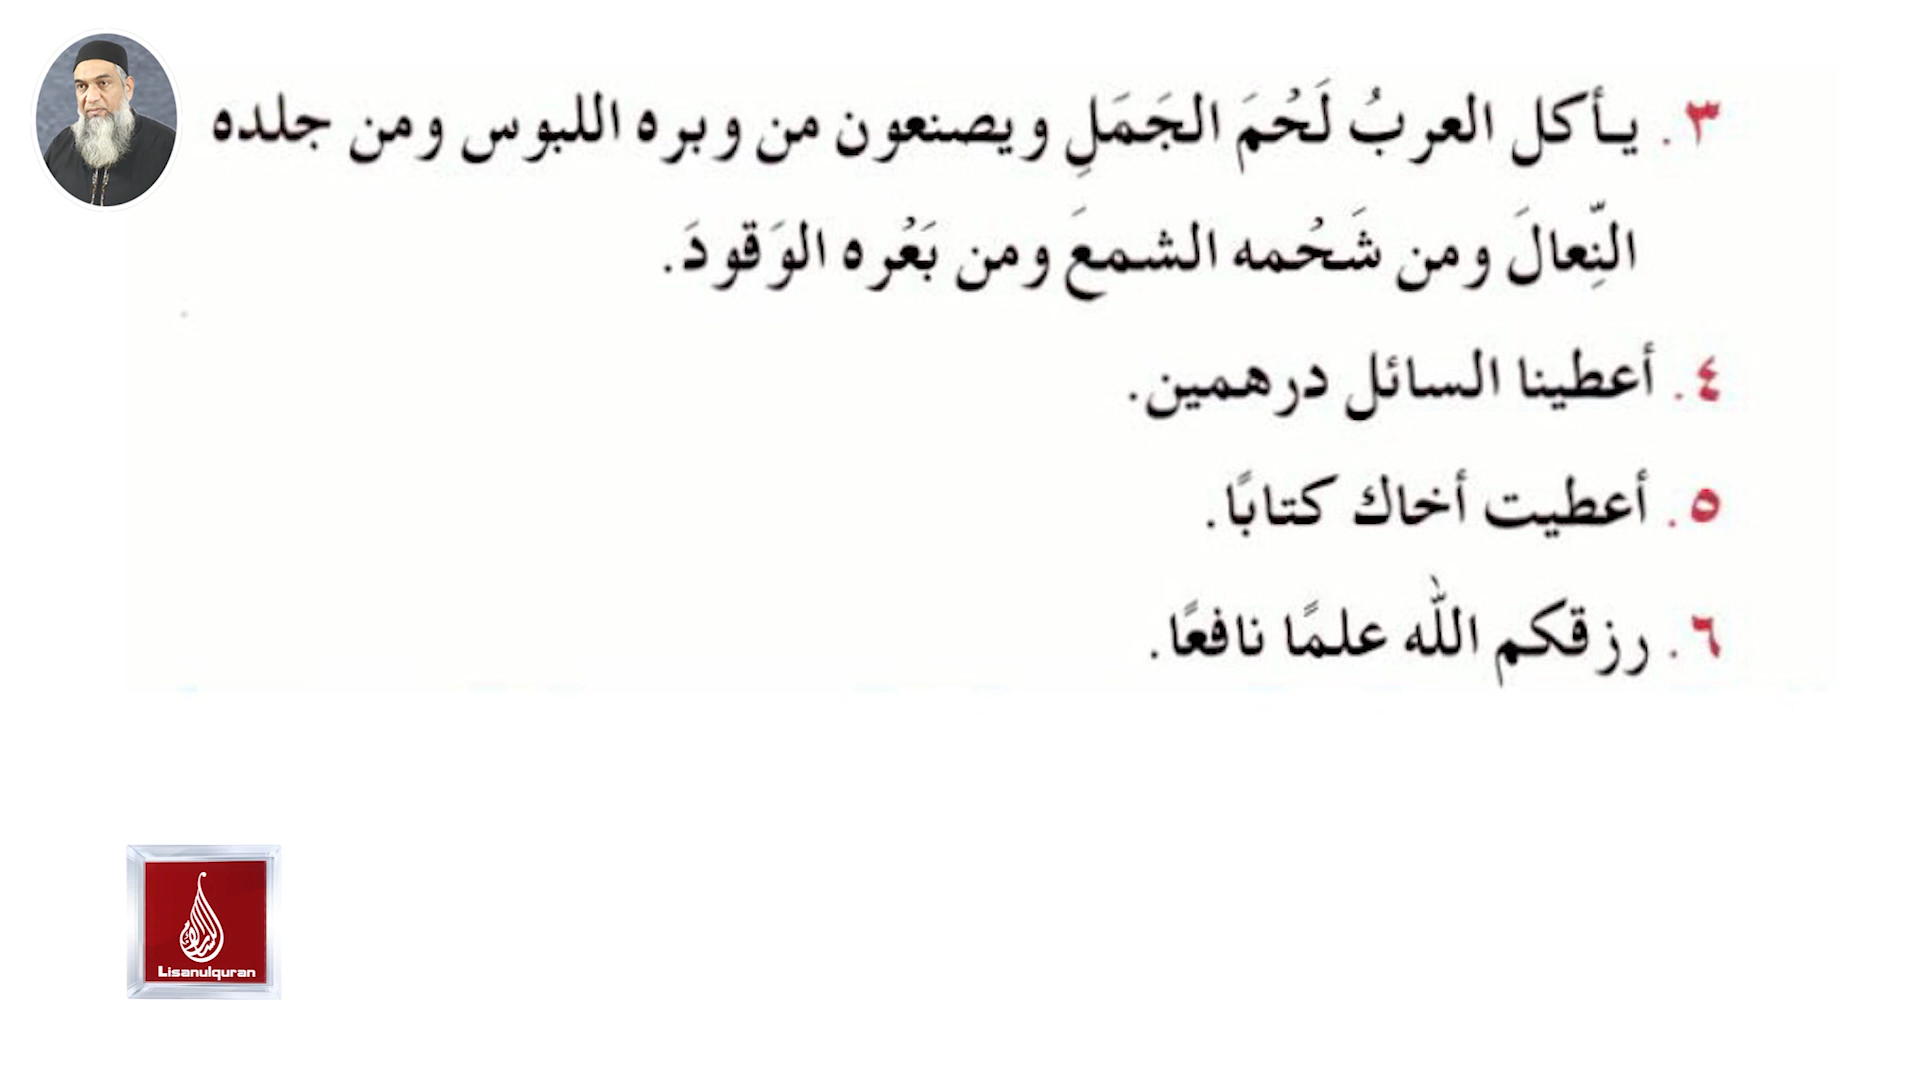 ٣. يأكل العربُ لَحْمَ الجَمَلِ ويصنعون من وبره اللبوس ومن جلده
النِّعالَ ومن شَحْمه الشمعَ ومن بَعْره الوَقودَ.
٤. أعطينا السائل درهمين.
٥. أعطيت أخاك كتابًا.
٦. رزقكم الله علمًا نافعًا.
Lisanulquran